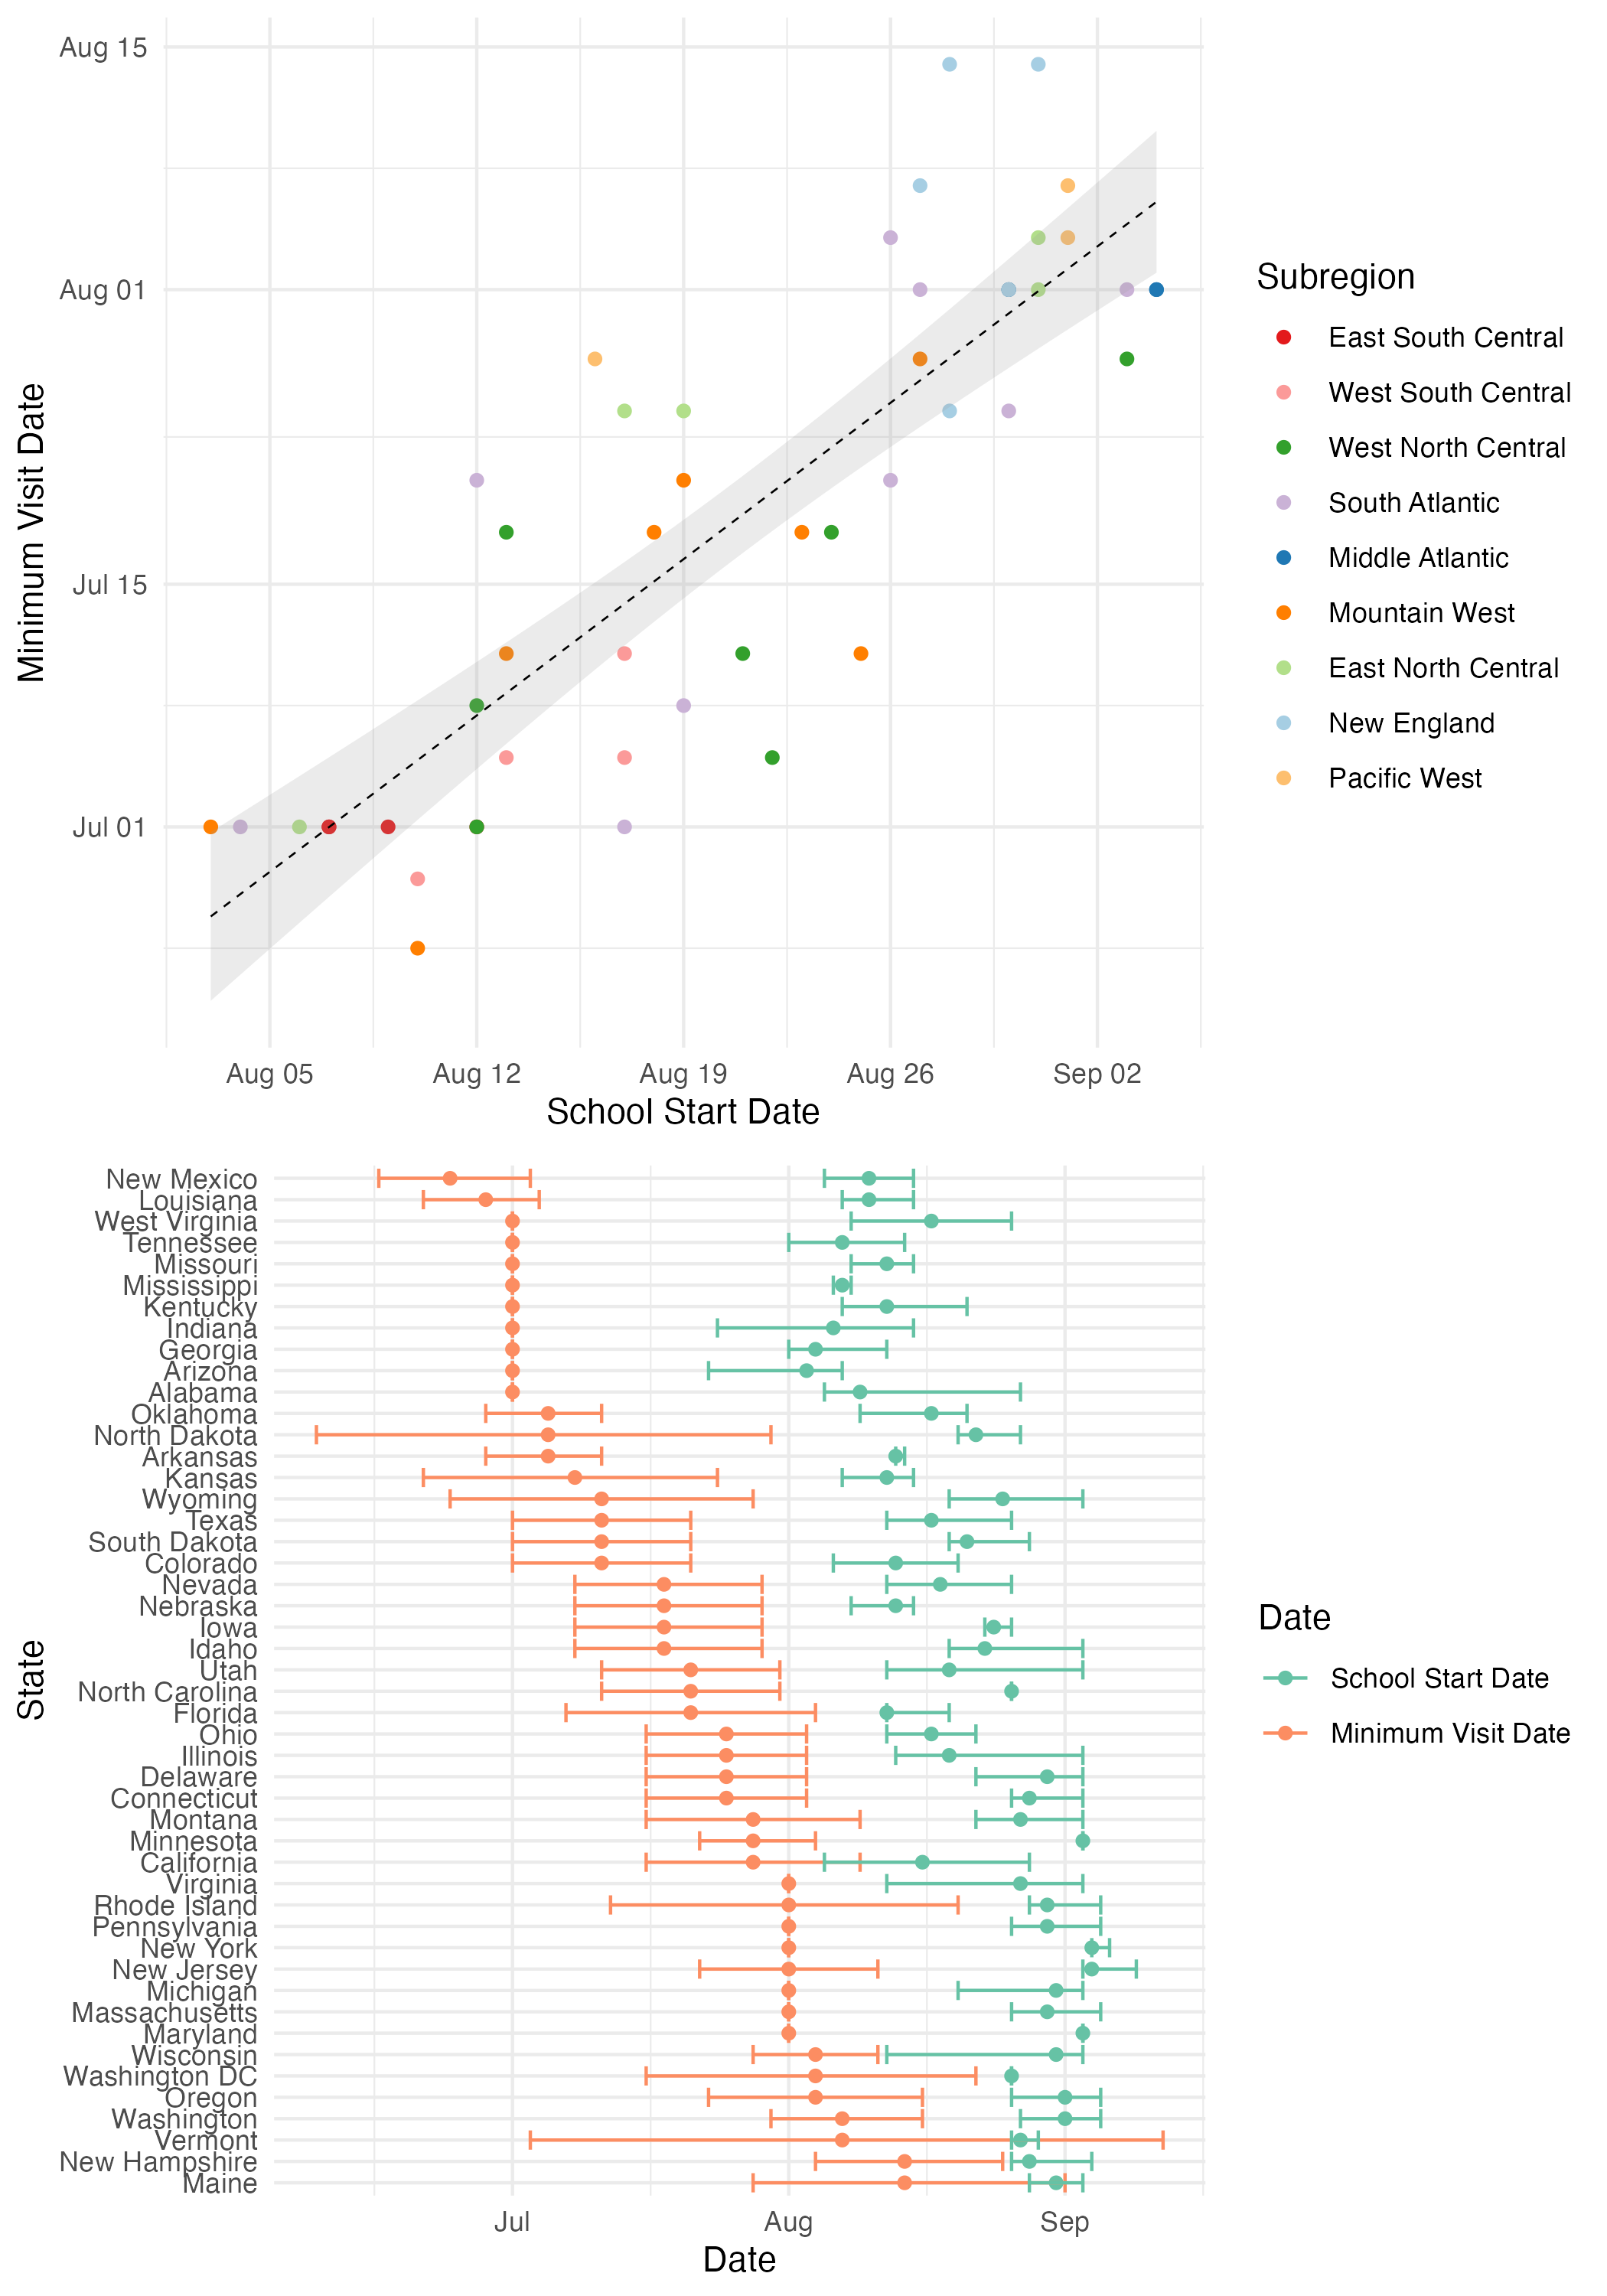 Aug 15
Aug 01
Jul 15
Jul 01
Minimum Visit Date
Aug 05
Aug 12
Aug 19
Aug 26
Sep 02
School Start Date
Subregion
East South Central
West South Central
West North Central
South Atlantic
Middle Atlantic
Mountain West
East North Central
New England
Pacific West
New Mexico
Louisiana
West Virginia
Tennessee
Missouri
Mississippi
Kentucky
Indiana
Georgia
Arizona
Alabama
Oklahoma
North Dakota
Arkansas
Kansas
Wyoming
Texas
South Dakota
Colorado
Nevada
Nebraska
Iowa
Idaho
Utah
North Carolina
Florida
Ohio
Illinois
Delaware
Connecticut
Montana
Minnesota
California
Virginia
Rhode Island
Pennsylvania
New York
New Jersey
Michigan
Massachusetts
Maryland
Wisconsin
Washington DC
Oregon
Washington
Vermont
New Hampshire
Maine
State
Jul
Aug
Sep
Date
Date
School Start Date
Minimum Visit Date